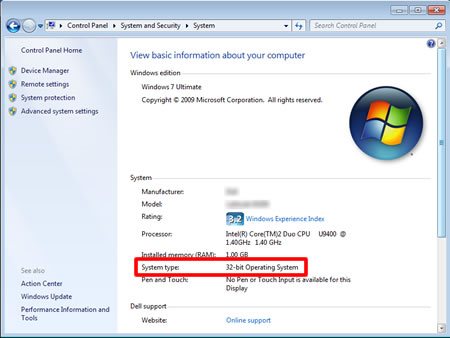 Control Panel ▸ System and Security ▸ System
Search Control Panel
Control Panel Home
Device Manager
Remote settings
System protection
Advanced system settings
See also
Action Center
Windows Update
Performance Information and
Tools
View basic information about your computer
Windows edition
Windows 7 Ultimate
Copyright © 2009 Microsoft Corporation. All rights reserved.
System
Manufacturer:
Model:
Rating: 3.2 Windows Experience Index
Processor: Intel(R) Core(TM)2 Duo CPU U9400 @
1.40GHz 1.40 GHz
Installed memory (RAM): 1.00 GB
System type: 32-bit Operating System
Pen and Touch: No Pen or Touch Input is available for this
Display
Dell support
Website: Online support